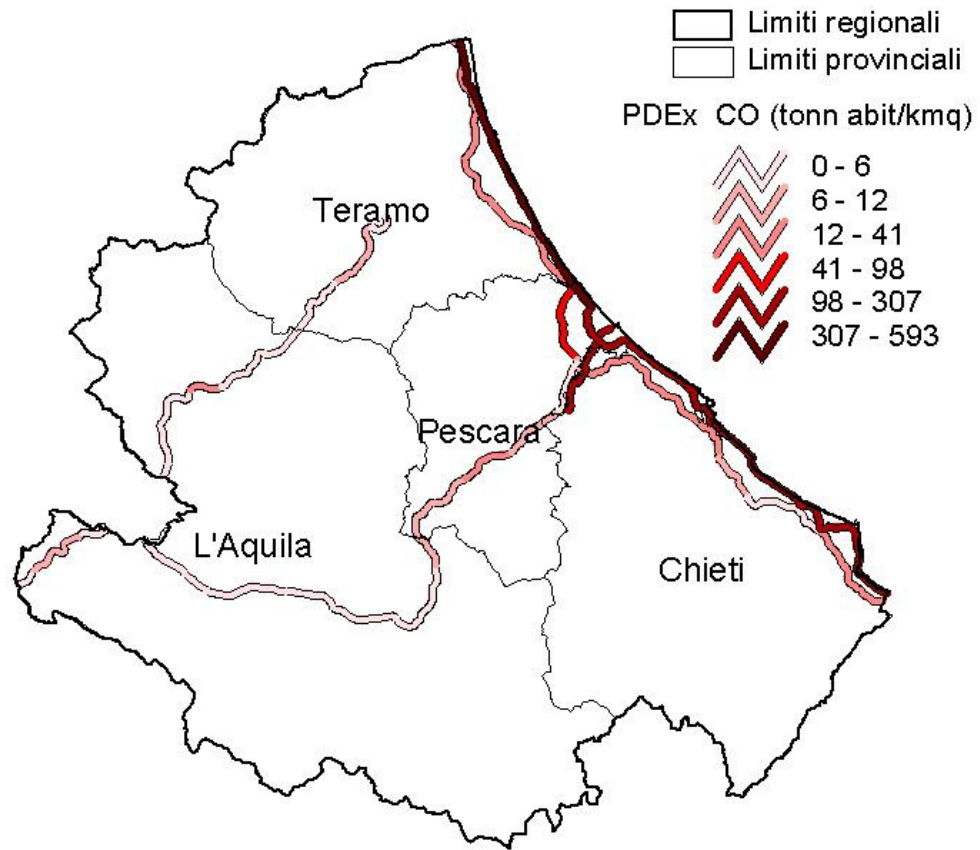 Limiti regionali
Limiti provinciali
PDEx CO (tonn abit/kmq)
0 - 6
6 - 12
12 - 41
41 - 98
98 - 307
307 - 593
Teramo
Pescara
L'Aquila
Chieti